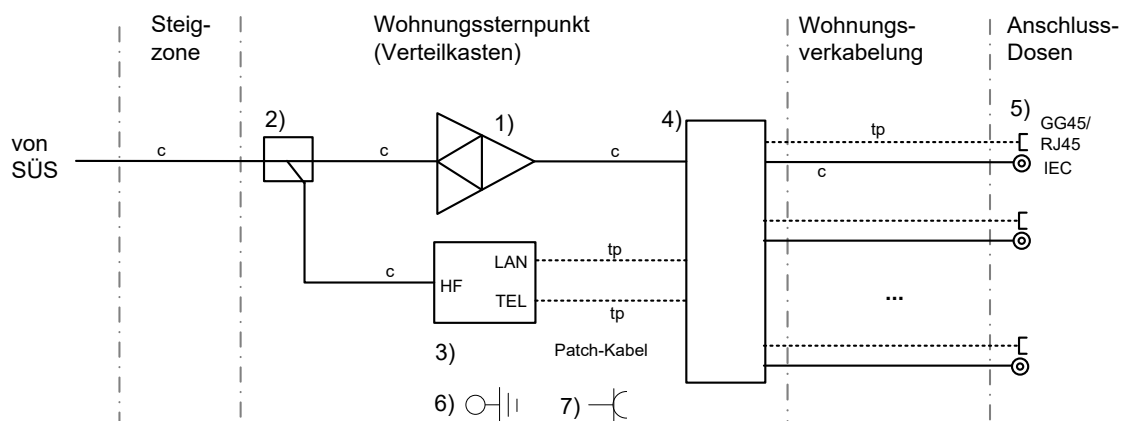 Steig-
zone
Wohnungssternpunkt
(Verteilkasten)
Wohnungs-
verkabelung
Anschluss-
Dosen
von
SÜS
c
2)
c
1)
c
4)
tp
c
5)
GG45/
RJ45
IEC
c
HF
LAN
TEL
tp
tp
3)
Patch-Kabel
...
6)
7)